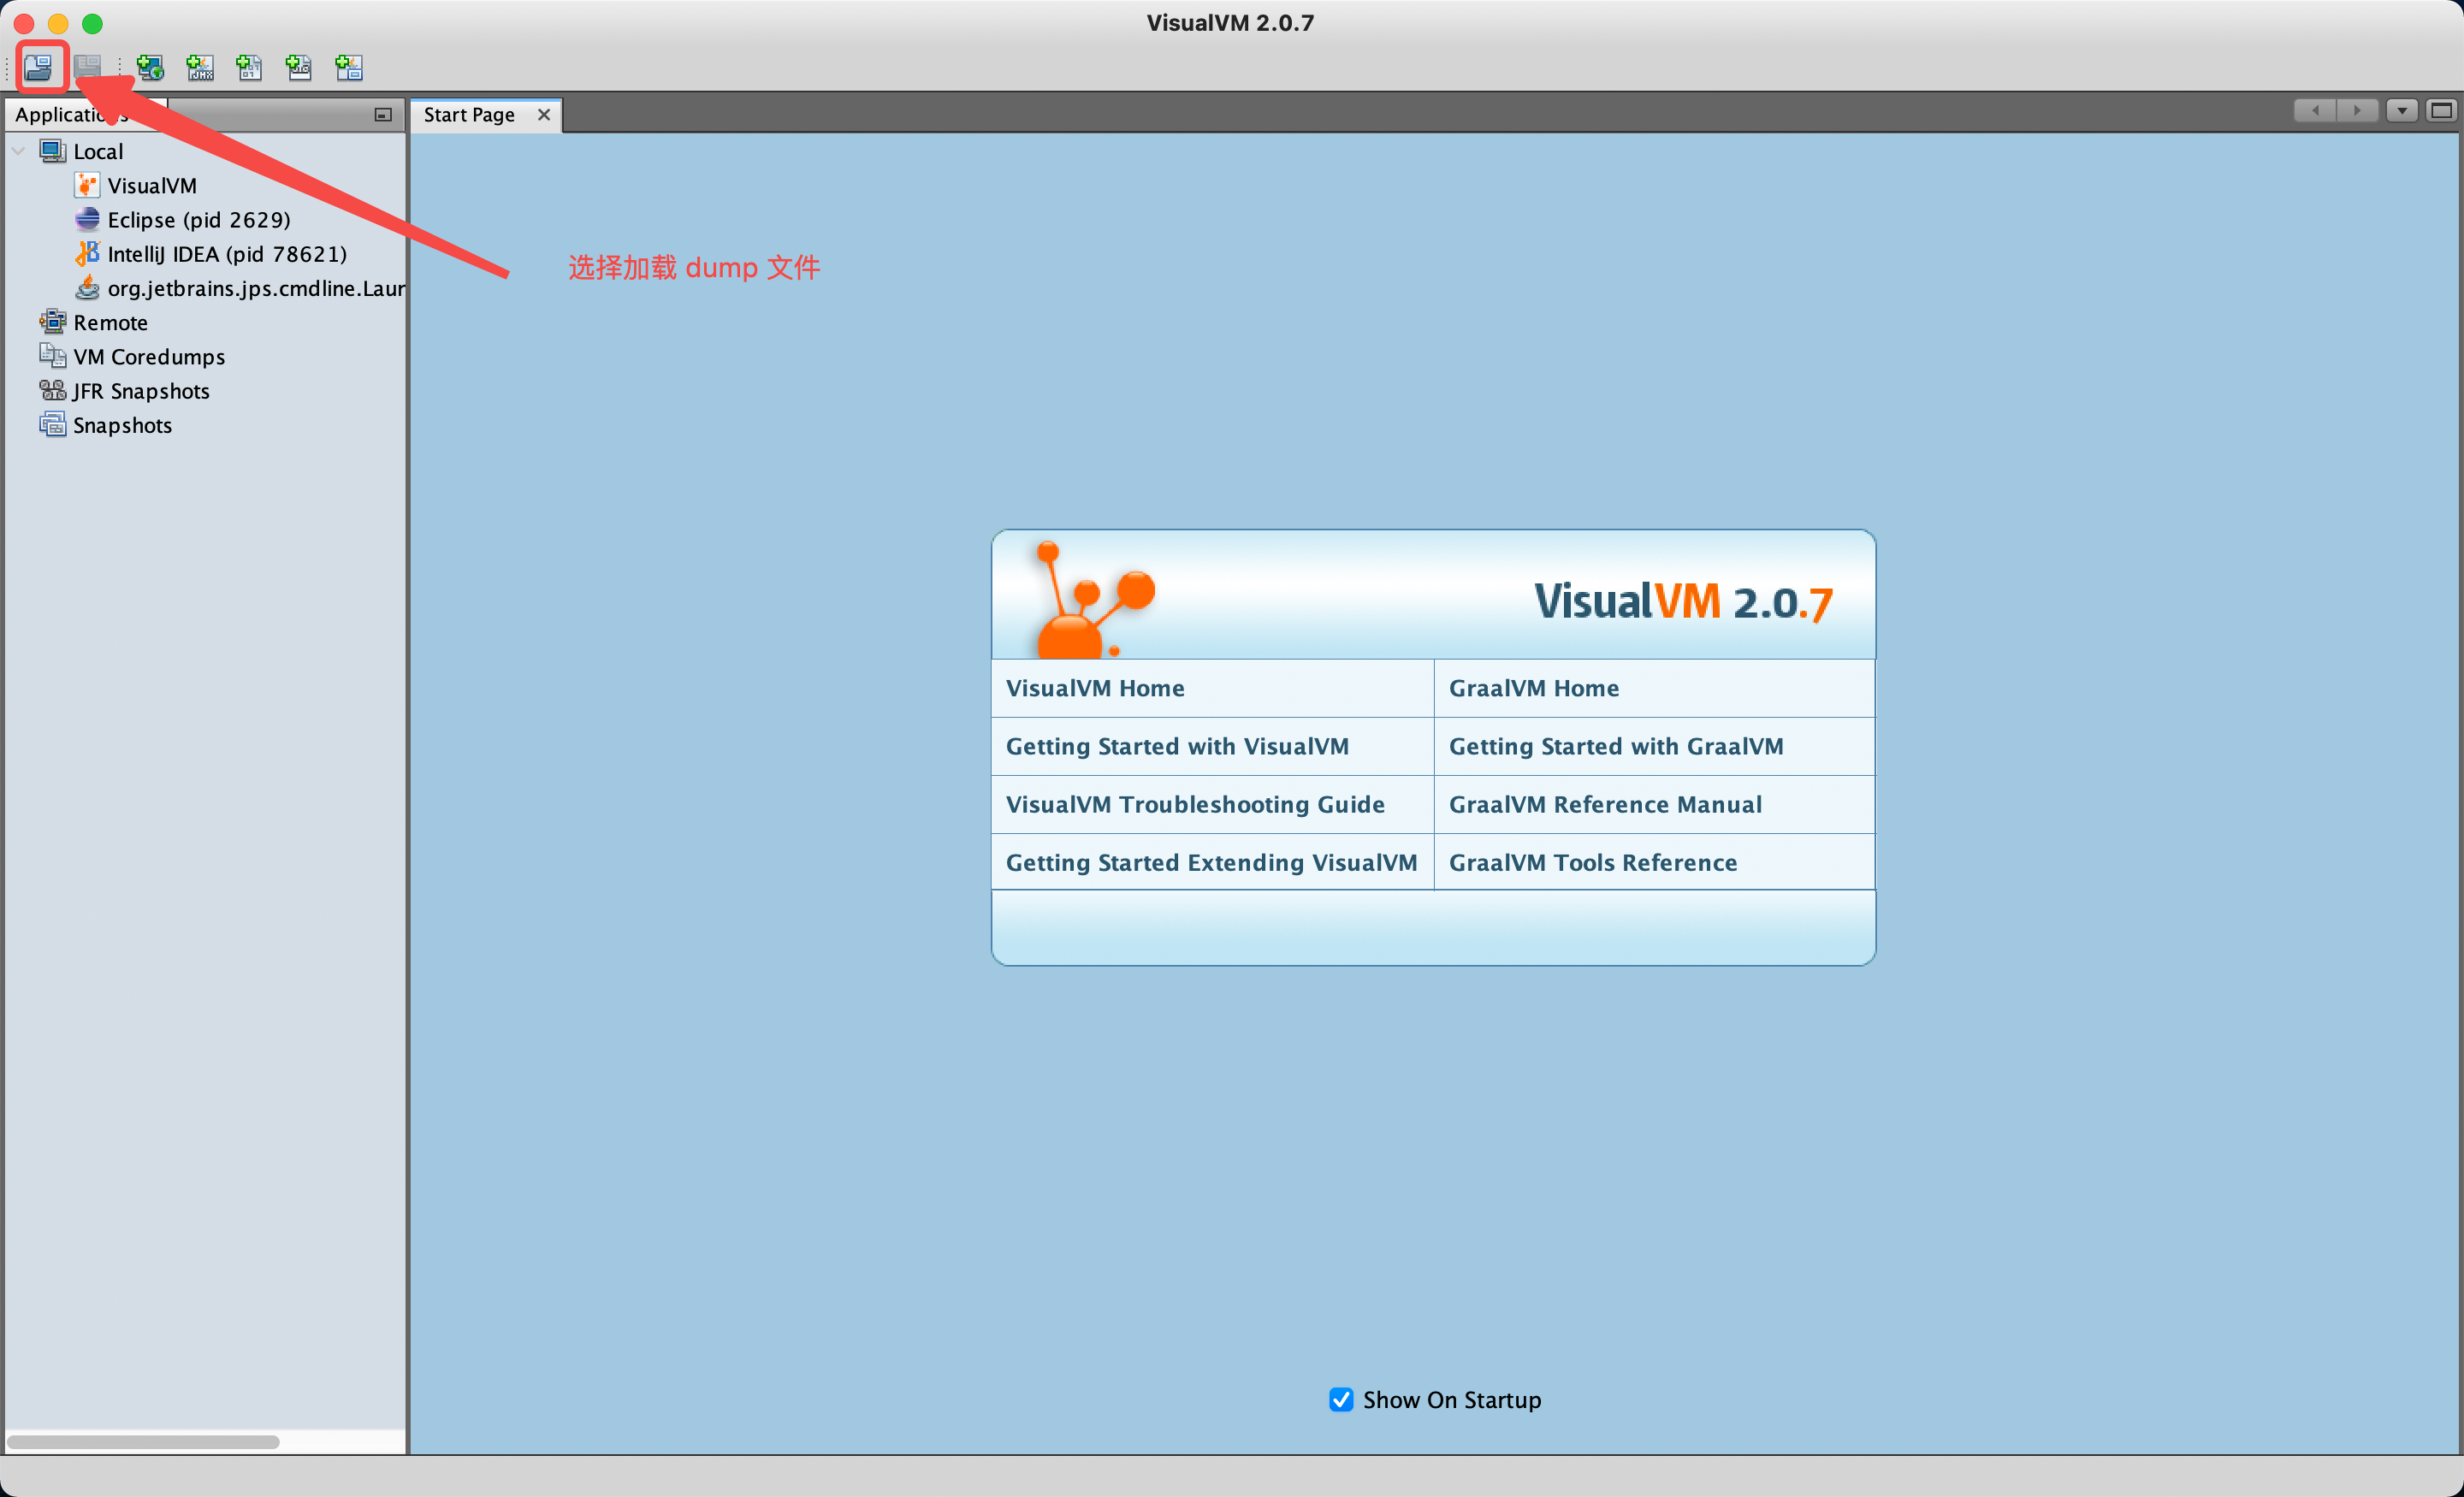 VisualVM 2.0.7
Applications
Start Page
Local
VisualVM
Eclipse (pid 2629)
IntelliJ IDEA (pid 78621)
org.jetbrains.jps.cmdline.Laur
Remote
VM Coredumps
JFR Snapshots
Snapshots
选择加载 dump 文件
VisualVM 2.0.7
VisualVM Home
GraalVM Home
Getting Started with VisualVM
Getting Started with GraalVM
VisualVM Troubleshooting Guide
GraalVM Reference Manual
Getting Started Extending VisualVM
GraalVM Tools Reference
Show On Startup